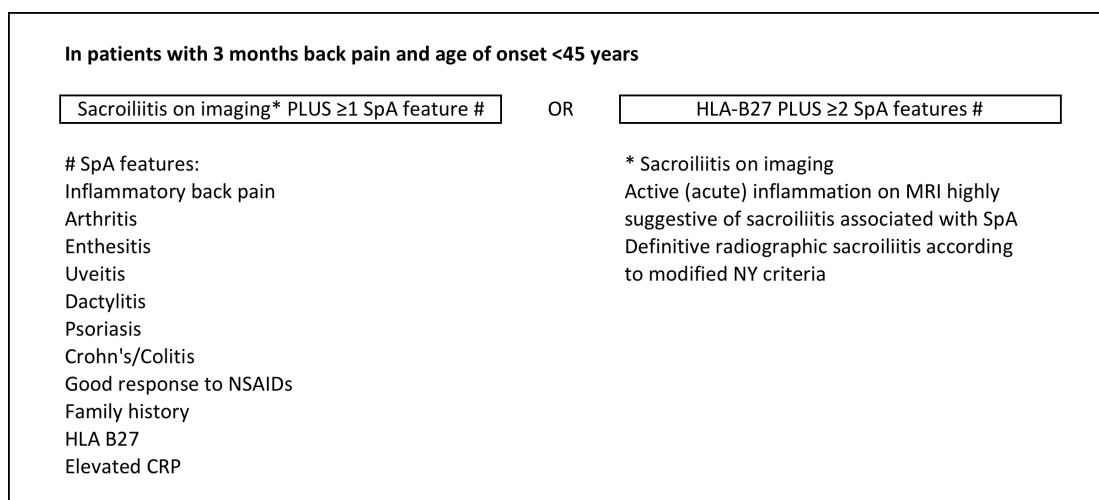 In patients with 3 months back pain and age of onset <45 years
Sacroiliitis on imaging* PLUS ≥1 SpA feature #
OR
HLA-B27 PLUS ≥2 SpA features #
# SpA features:
Inflammatory back pain
Arthritis
Enthesitis
Uveitis
Dactylitis
Psoriasis
Crohn's/Colitis
Good response to NSAIDs
Family history
HLA B27
Elevated CRP
* Sacroiliitis on imaging
Active (acute) inflammation on MRI highly
suggestive of sacroiliitis associated with SpA
Definitive radiographic sacroiliitis according
to modified NY criteria